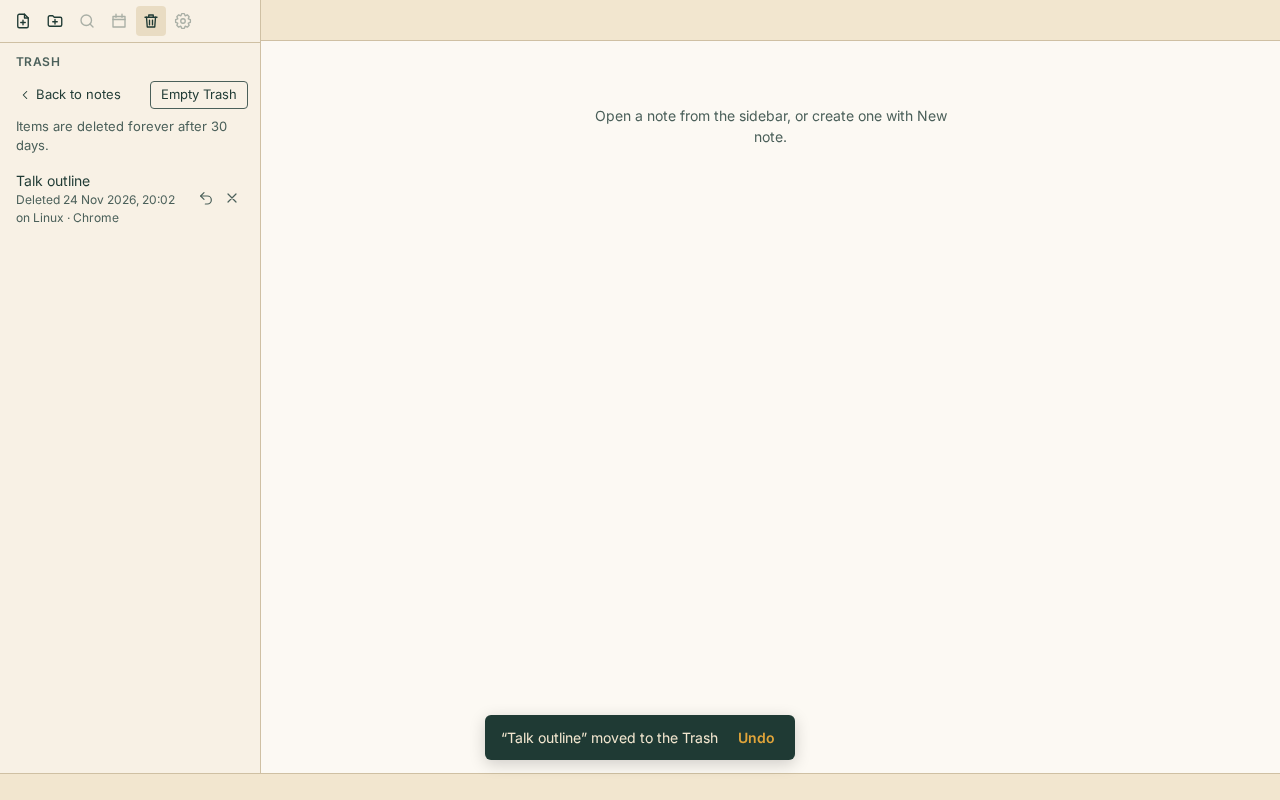 TRASH
Back to notes
Empty Trash
Items are deleted forever after 30
days.
Talk outline
Deleted 24 Nov 2026, 20:02
on Linux · Chrome
Open a note from the sidebar, or create one with New
note.
“Talk outline” moved to the Trash
Undo